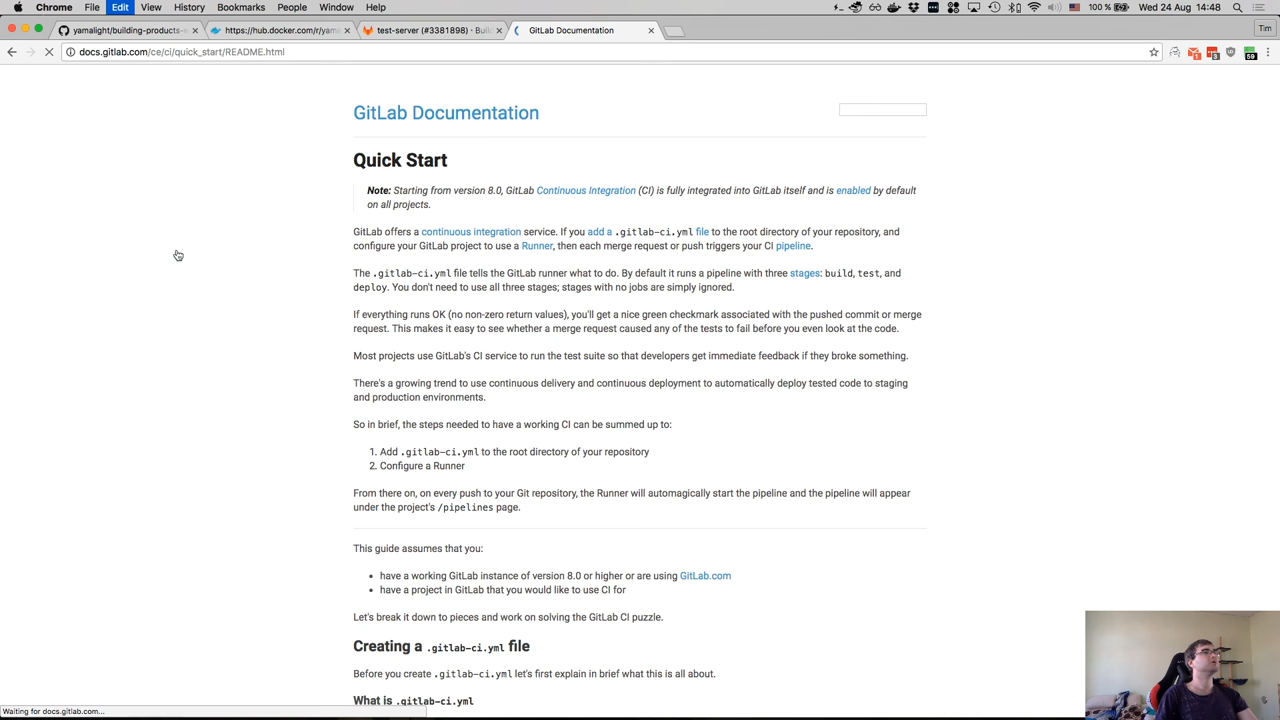 Chrome File Edit View History Bookmarks People Window Help 100 % Wed 24 Aug 14:48
yamalight/building-products-w https://hub.docker.com/r/yam test-server (#3381898) · Buil GitLab Documentation Tim
docs.gitlab.com/ce/ci/quick_start/README.html
GitLab Documentation
Quick Start
Note: Starting from version 8.0, GitLab Continuous Integration (CI) is fully integrated into GitLab itself and is enabled by default
on all projects.
GitLab offers a continuous integration service. If you add a .gitlab-ci.yml file to the root directory of your repository, and
configure your GitLab project to use a Runner, then each merge request or push triggers your CI pipeline.
The .gitlab-ci.yml file tells the GitLab runner what to do. By default it runs a pipeline with three stages: build, test, and
deploy. You don't need to use all three stages; stages with no jobs are simply ignored.
If everything runs OK (no non-zero return values), you'll get a nice green checkmark associated with the pushed commit or merge
request. This makes it easy to see whether a merge request caused any of the tests to fail before you even look at the code.
Most projects use GitLab's CI service to run the test suite so that developers get immediate feedback if they broke something.
There's a growing trend to use continuous delivery and continuous deployment to automatically deploy tested code to staging
and production environments.
So in brief, the steps needed to have a working CI can be summed up to:
1. Add .gitlab-ci.yml to the root directory of your repository
2. Configure a Runner
From there on, on every push to your Git repository, the Runner will automagically start the pipeline and the pipeline will appear
under the project's /pipelines page.
This guide assumes that you:
• have a working GitLab instance of version 8.0 or higher or are using GitLab.com
• have a project in GitLab that you would like to use CI for
Let's break it down to pieces and work on solving the GitLab CI puzzle.
Creating a .gitlab-ci.yml file
Before you create .gitlab-ci.yml let's first explain in brief what this is all about.
What is .gitlab-ci.yml
Waiting for docs.gitlab.com...